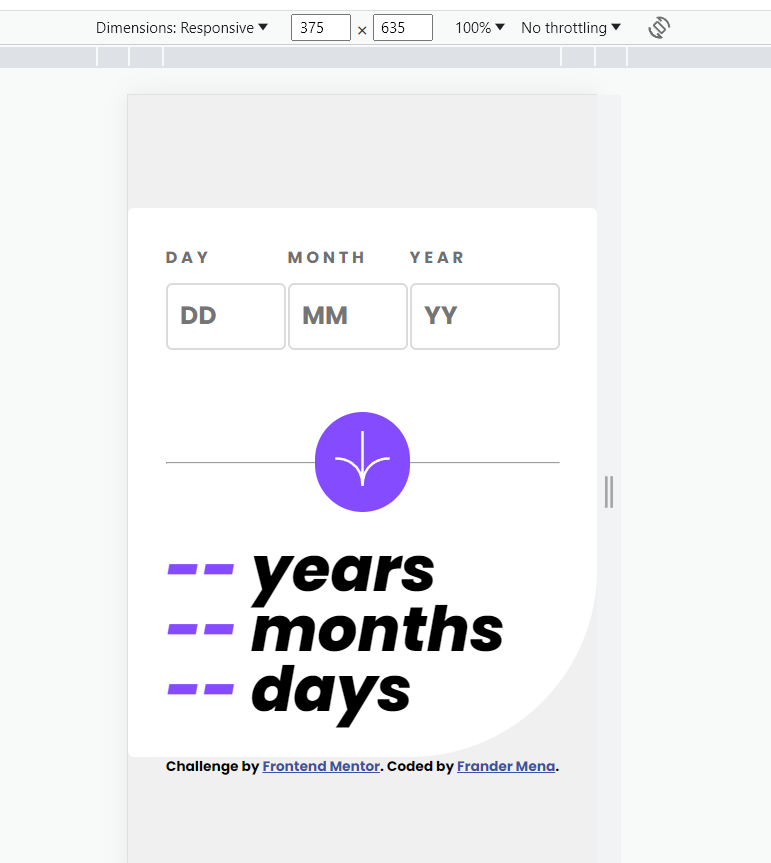 Dimensions: Responsive ▼ 375 × 635 100% ▼ No throttling ▼
DAY MONTH YEAR
DD MM YY
-- years
-- months
-- days
Challenge by Frontend Mentor. Coded by Frander Mena.